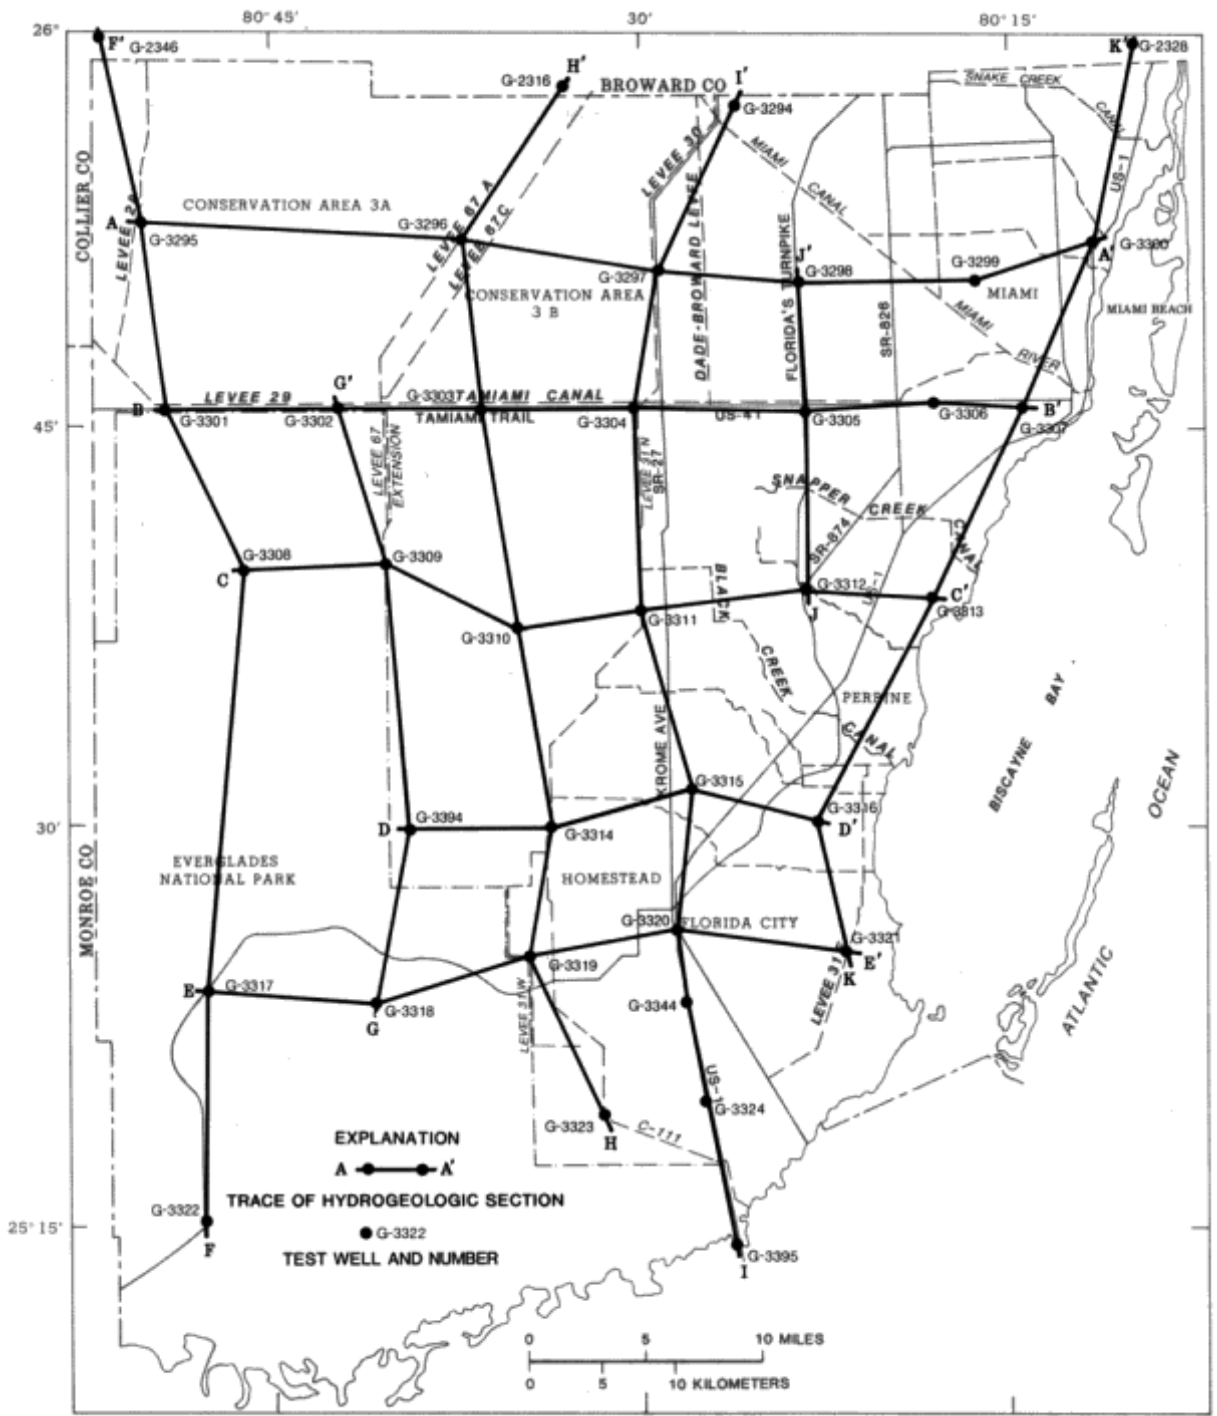 80°45' 30' 80°15'
26°
F' G-2346
H'
G-2316
I'
BROWARD CO
G-3294
K' G-2328
SNAKE CREEK
CANAL
US-1
COLLIER CO
LEVEE 30
MIAMI
CANAL
CONSERVATION AREA 3A
LEVEE 67 A
LEVEE 67C
DADE-BROWARD LEVEE
FLORIDA'S TURNPIKE
A
G-3295
G-3296
G-3297
J'
G-3298
G-3299
G-3300
A'
CONSERVATION AREA
3 B
SR-826
MIAMI
MIAMI BEACH
MIAMI
RIVER
G'
LEVEE 29
G-3303 TAMIAMI CANAL
B
G-3301
G-3302
TAMIAMI TRAIL
G-3304
US-41
G-3305
G-3306
B'
G-3307
45'
LEVEE 67
EXTENSION
LEVEE 31 N
SR-27
SNAPPER
CREEK
CANAL
SR-874
G-3308
C
G-3309
BLACK
G-3312
J
US-1
C'
G-3313
G-3310
G-3311
CREEK
PERRINE
CANAL
BISCAYNE
BAY
KROME AVE
G-3315
OCEAN
30'
D
G-3394
G-3314
G-3316
D'
MONROE CO
EVERGLADES
NATIONAL PARK
HOMESTEAD
G-3320
FLORIDA CITY
G-3321
E'
K
LEVEE 31 E
G-3319
E
G-3317
G-3318
G
LEVEE 31W
G-3344
ATLANTIC
US-1
G-3324
G-3323
H
C-111
EXPLANATION
A A'
TRACE OF HYDROGEOLOGIC SECTION
G-3322
TEST WELL AND NUMBER
G-3322
F
25°15'
G-3395
I
0 5 10 MILES
0 5 10 KILOMETERS